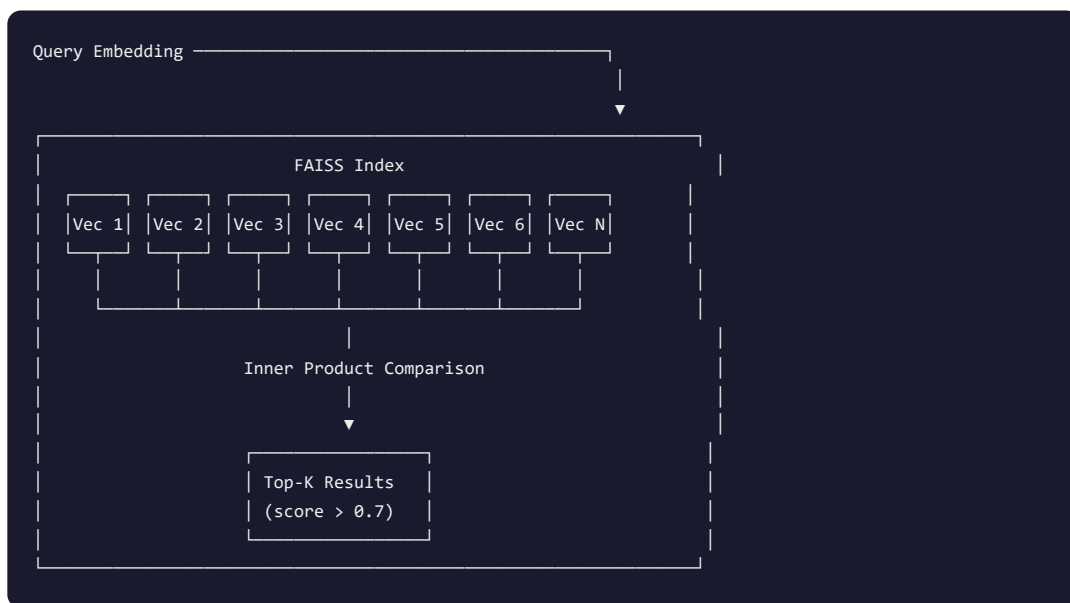 Query Embedding
FAISS Index
Vec 1 Vec 2 Vec 3 Vec 4 Vec 5 Vec 6 Vec N
Inner Product Comparison
Top-K Results
(score > 0.7)